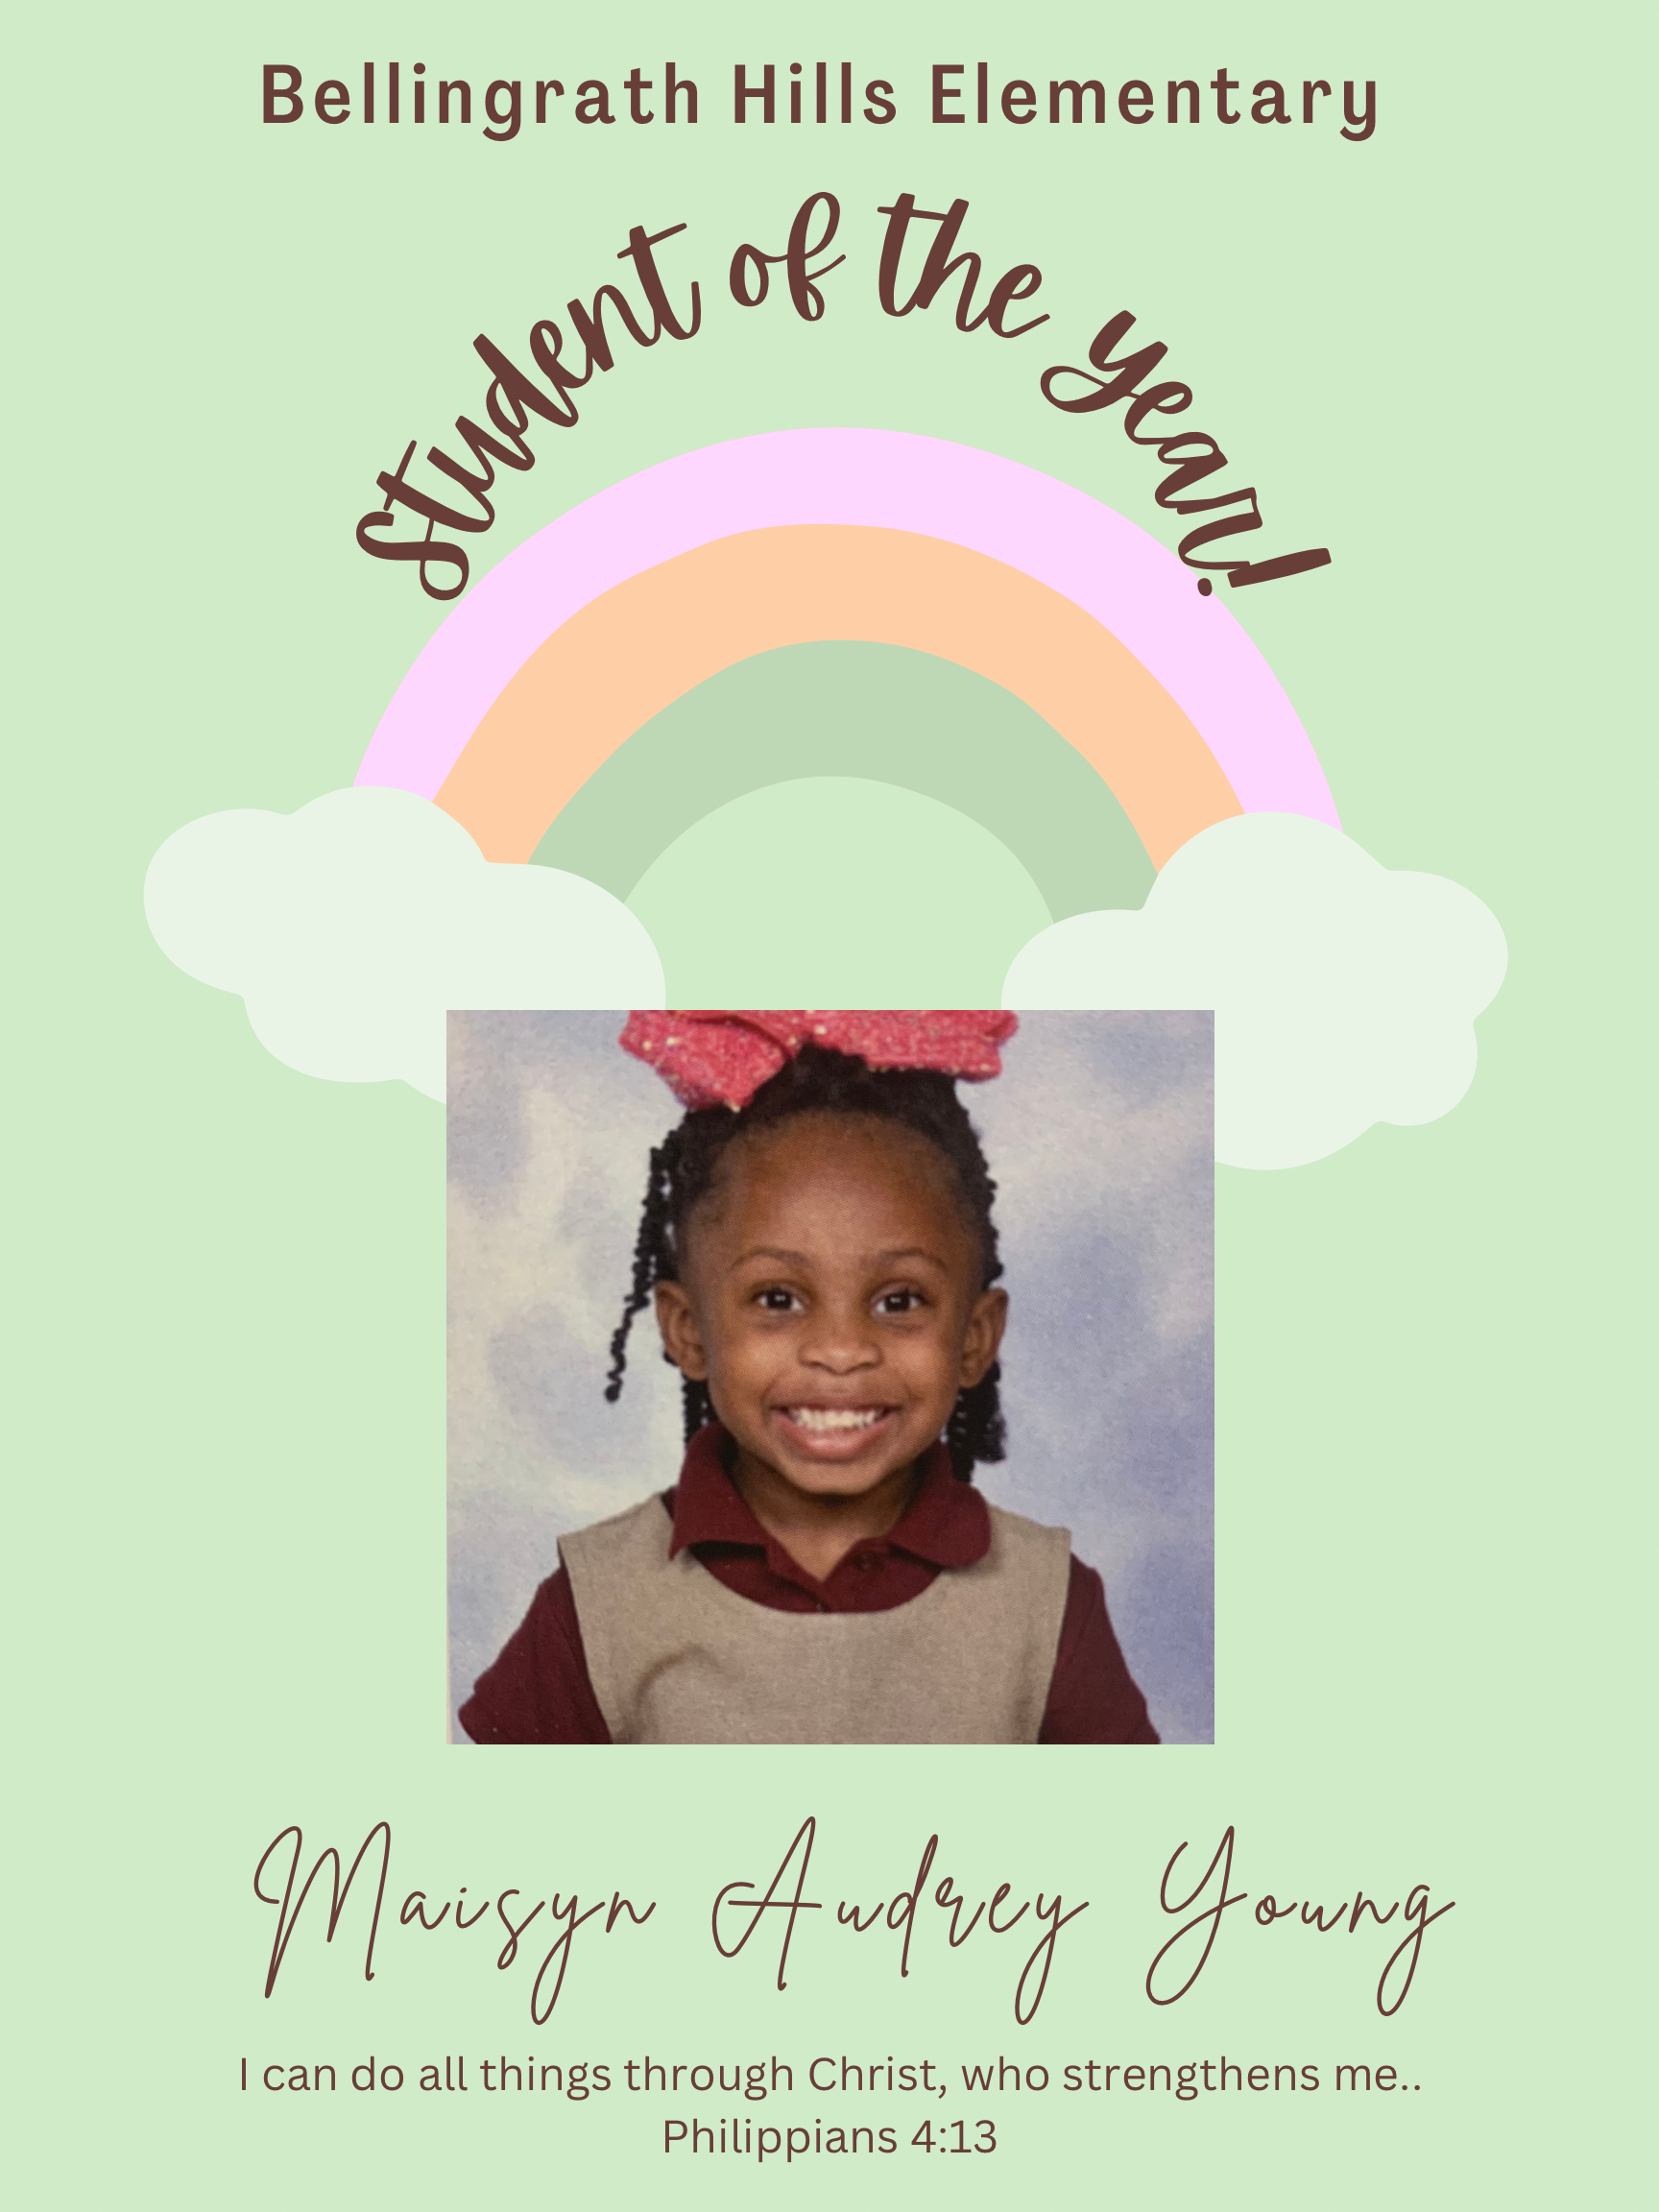 Bellingrath Hills Elementary
Student of the year!
Maisyn Audrey Young
I can do all things through Christ, who strengthens me..
Philippians 4:13